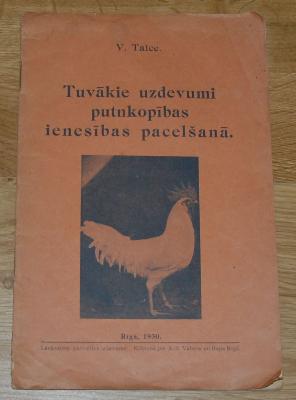 V. Talce.
Tuvākie uzdevumi
putnkopības
ienesības pacelšanā.
Rīgā, 1930.